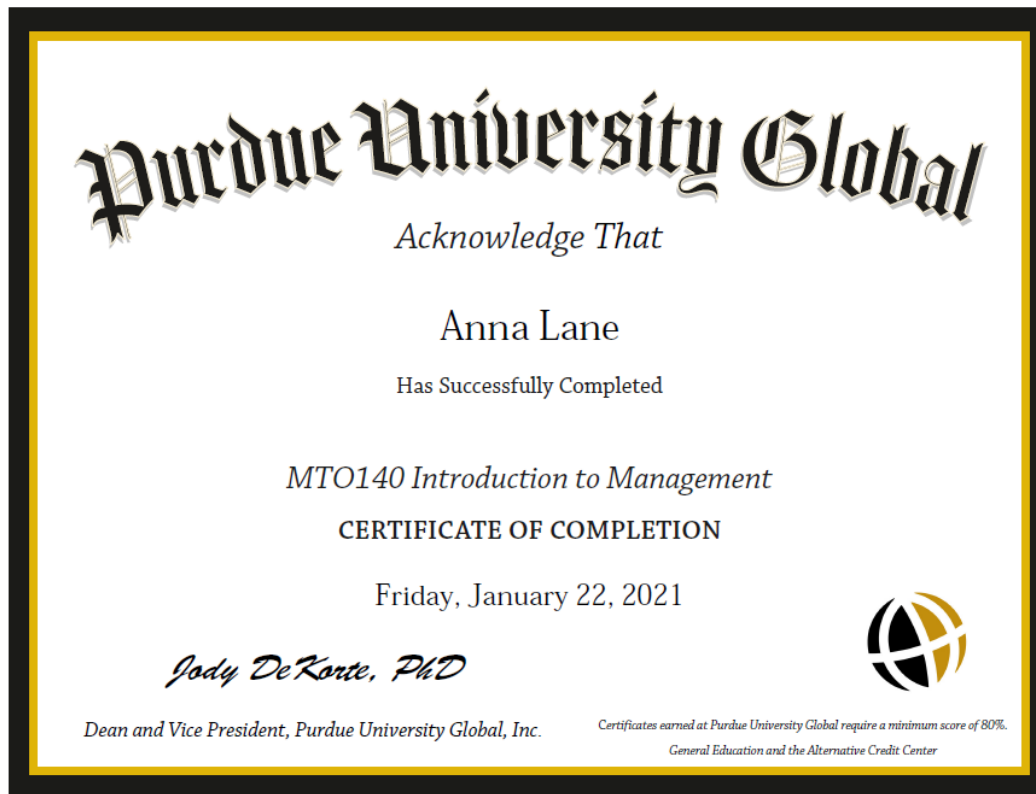 Purdue University Global
Acknowledge That
Anna Lane
Has Successfully Completed
MTO140 Introduction to Management
CERTIFICATE OF COMPLETION
Friday, January 22, 2021
Jody DeKorte, PhD
Dean and Vice President, Purdue University Global, Inc.
Certificates earned at Purdue University Global require a minimum score of 80%.
General Education and the Alternative Credit Center